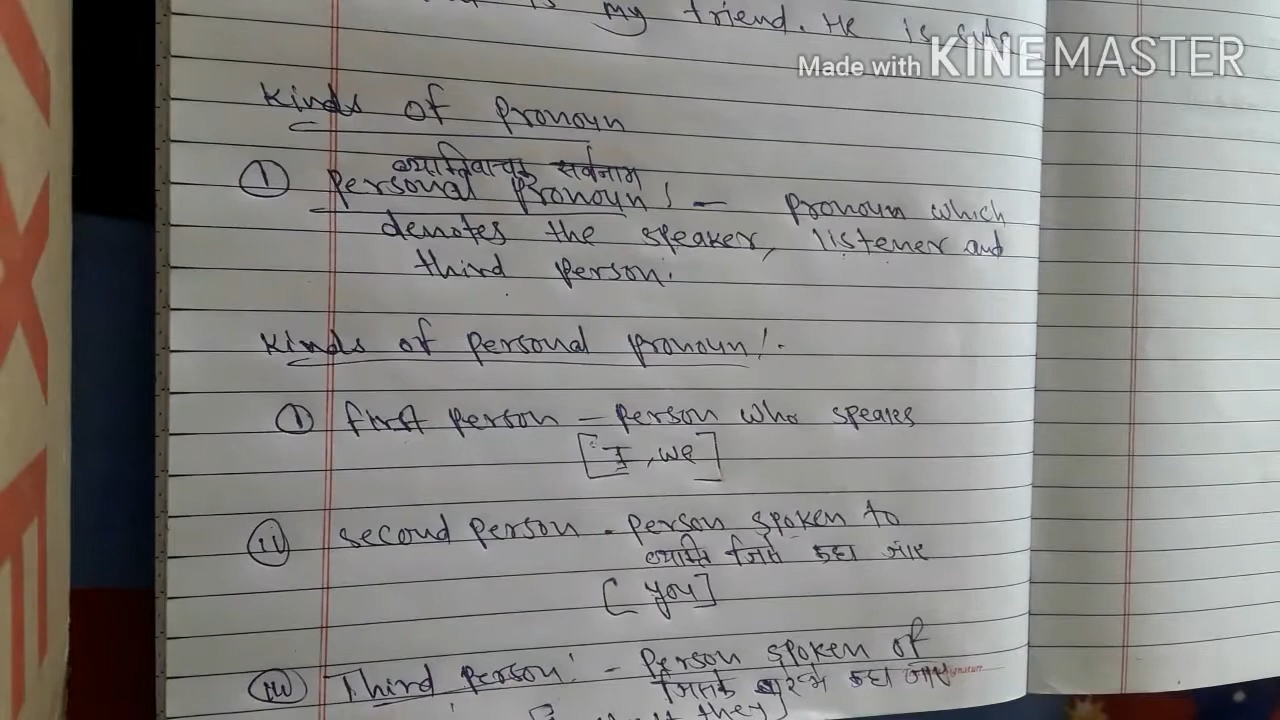 is my friend. He is
Made with KINEMASTER
Kinds of pronoun
व्यक्तिवाचक सर्वनाम
① personal pronoun! - pronoun which
denotes the speaker, listener and
third person.
Kinds of personal pronoun!-
① first person - person who speakes
[I, we]
(ii) second person - person spoken to
व्यक्ति जिसे कहा जाए
[you]
(iii) Third person! - Person spoken of
जिसके बारे में कहा जाए
they]